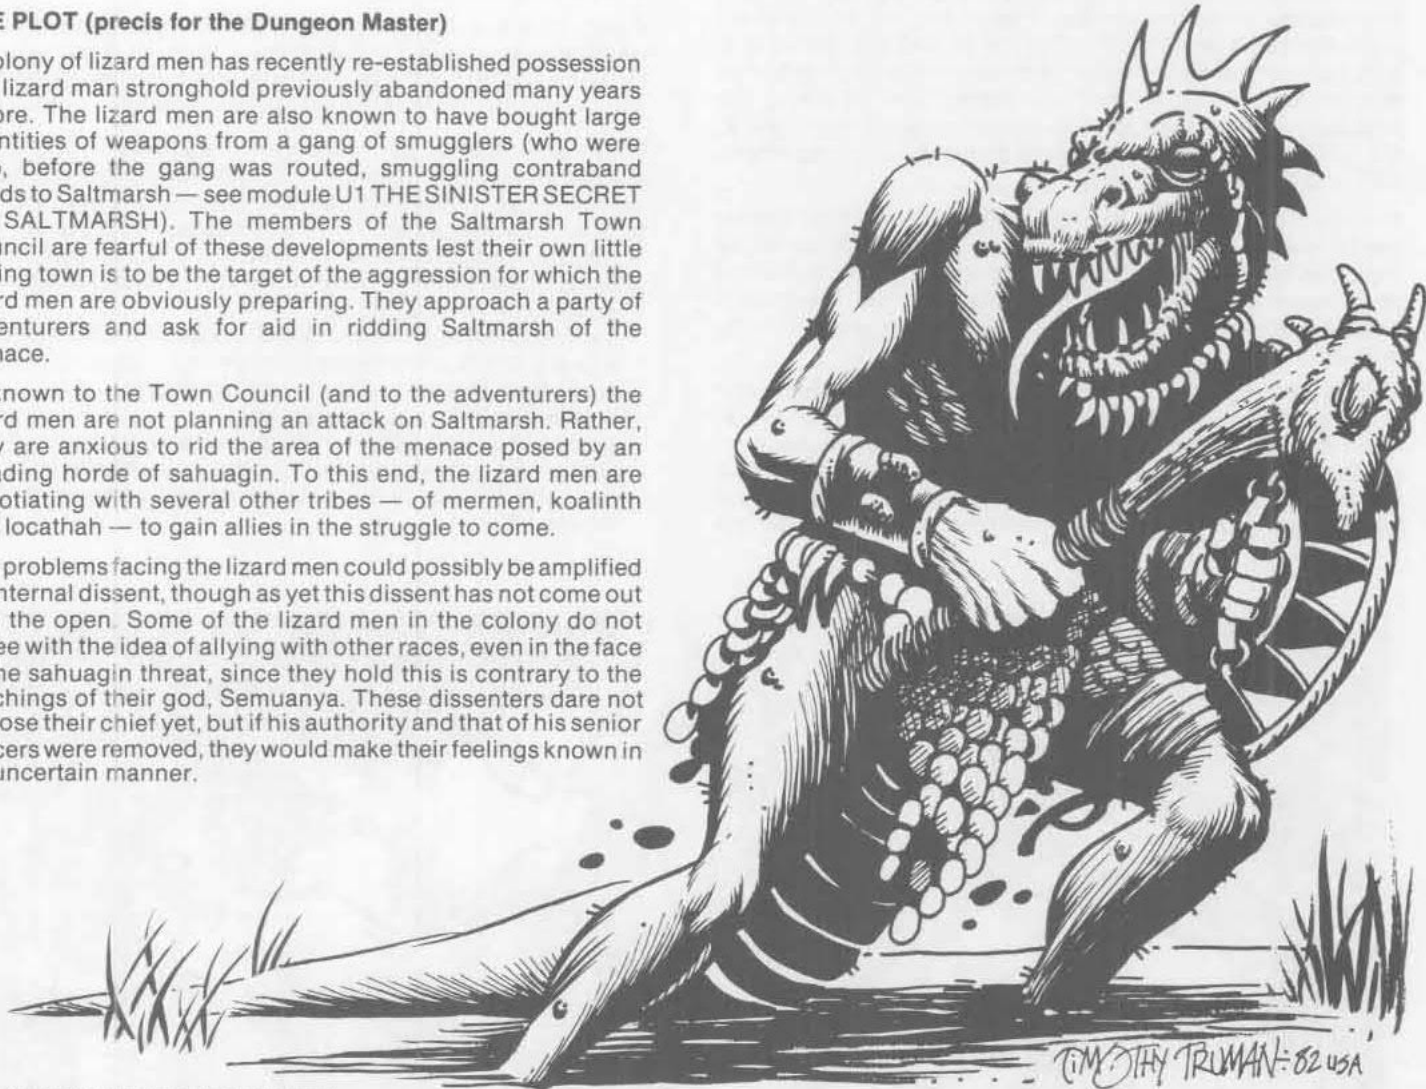 E PLOT (precis for the Dungeon Master)
olony of lizard men has recently re-established possession
lizard man stronghold previously abandoned many years
ore. The lizard men are also known to have bought large
ntities of weapons from a gang of smugglers (who were
, before the gang was routed, smuggling contraband
ds to Saltmarsh — see module U1 THE SINISTER SECRET
SALTMARSH). The members of the Saltmarsh Town
ncil are fearful of these developments lest their own little
ing town is to be the target of the aggression for which the
rd men are obviously preparing. They approach a party of
enturers and ask for aid in ridding Saltmarsh of the
nace.
known to the Town Council (and to the adventurers) the
rd men are not planning an attack on Saltmarsh. Rather,
y are anxious to rid the area of the menace posed by an
ading horde of sahuagin. To this end, the lizard men are
otiating with several other tribes — of mermen, koalinth
locathah — to gain allies in the struggle to come.
problems facing the lizard men could possibly be amplified
nternal dissent, though as yet this dissent has not come out
the open. Some of the lizard men in the colony do not
ee with the idea of allying with other races, even in the face
he sahuagin threat, since they hold this is contrary to the
chings of their god, Semuanya. These dissenters dare not
ose their chief yet, but if his authority and that of his senior
cers were removed, they would make their feelings known in
uncertain manner.
TIMOTHY TRUMAN - 82 USA